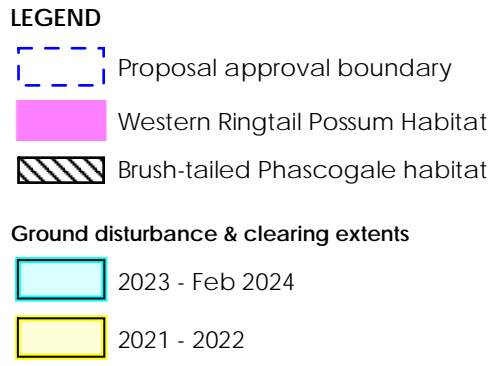 LEGEND
Proposal approval boundary
Western Ringtail Possum Habitat
Brush-tailed Phascogale habitat
Ground disturbance & clearing extents
2023 - Feb 2024
2021 - 2022